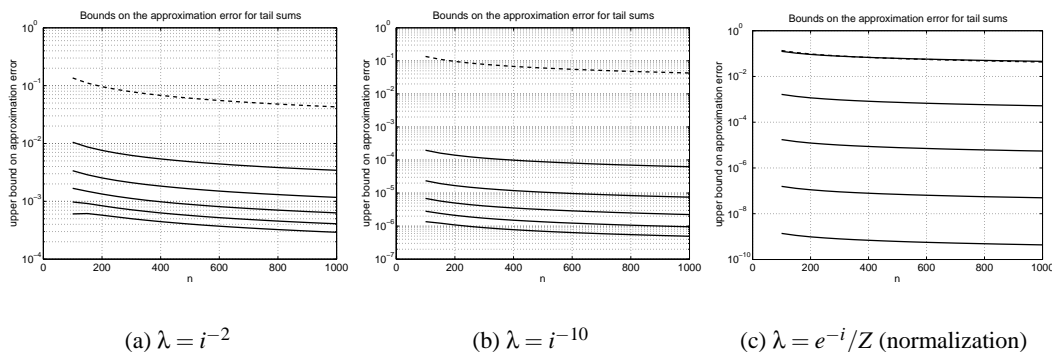 Bounds on the approximation error for tail sums
upper bound on approximation error
10^0
10^-1
10^-2
10^-3
10^-4
0 200 400 600 800 1000
n
(a) λ = i^−2
Bounds on the approximation error for tail sums
upper bound on approximation error
10^0
10^-1
10^-2
10^-3
10^-4
10^-5
10^-6
10^-7
0 200 400 600 800 1000
n
(b) λ = i^−10
Bounds on the approximation error for tail sums
upper bound on approximation error
10^0
10^-2
10^-4
10^-6
10^-8
10^-10
0 200 400 600 800 1000
n
(c) λ = e^−i/Z (normalization)